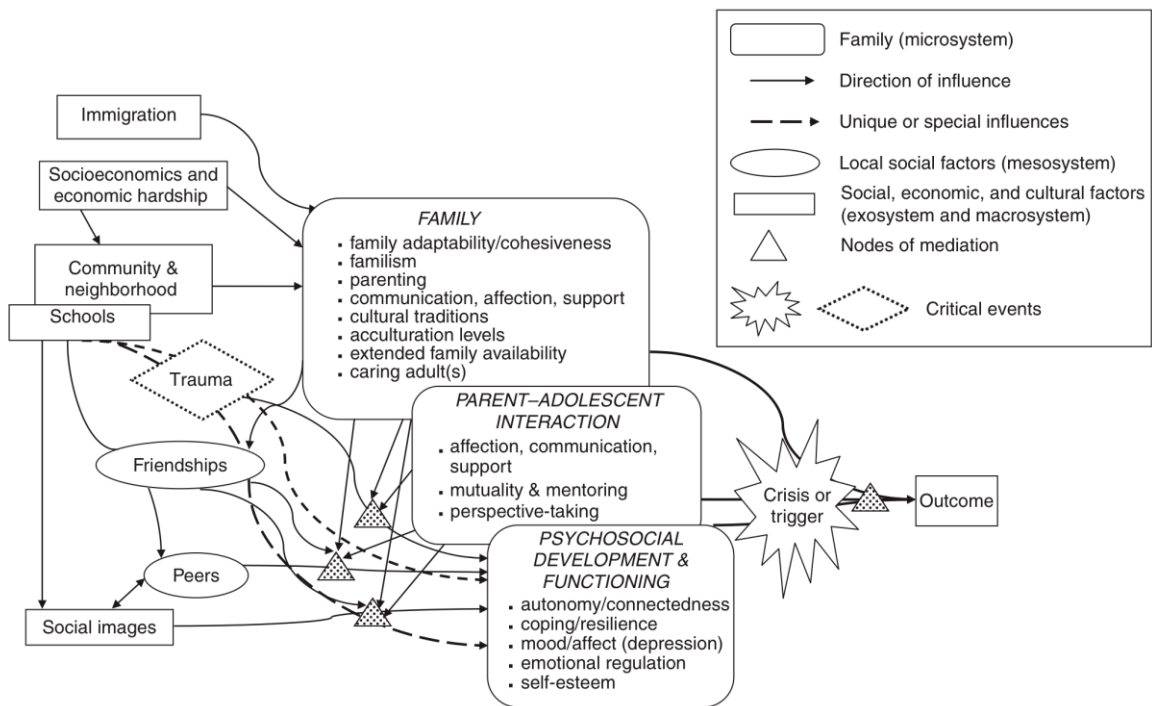 Family (microsystem)
Direction of influence
Unique or special influences
Local social factors (mesosystem)
Social, economic, and cultural factors
(exosystem and macrosystem)
Nodes of mediation
Critical events
Immigration
Socioeconomics and
economic hardship
Community &
neighborhood
Schools
Trauma
Friendships
Peers
Social images
FAMILY
▪ family adaptability/cohesiveness
▪ familism
▪ parenting
▪ communication, affection, support
▪ cultural traditions
▪ acculturation levels
▪ extended family availability
▪ caring adult(s)
PARENT–ADOLESCENT
INTERACTION
▪ affection, communication,
support
▪ mutuality & mentoring
▪ perspective-taking
PSYCHOSOCIAL
DEVELOPMENT &
FUNCTIONING
▪ autonomy/connectedness
▪ coping/resilience
▪ mood/affect (depression)
▪ emotional regulation
▪ self-esteem
Crisis or
trigger
Outcome